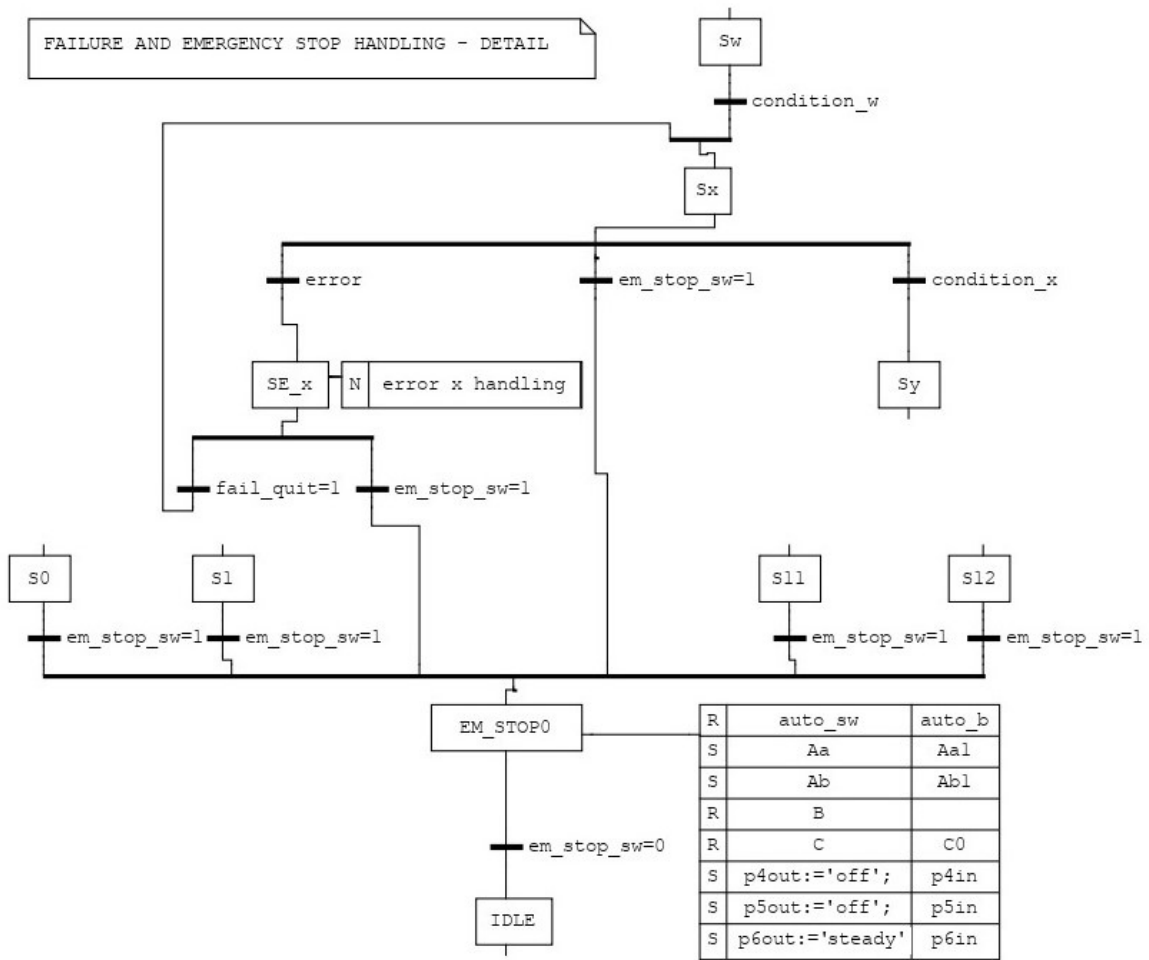 FAILURE AND EMERGENCY STOP HANDLING - DETAIL
Sw
condition_w
Sx
error
em_stop_sw=1
condition_x
SE_x
N error x handling
Sy
fail_quit=1
em_stop_sw=1
S0
S1
S11
S12
em_stop_sw=1
em_stop_sw=1
em_stop_sw=1
em_stop_sw=1
EM_STOP0
R auto_sw auto_b
S Aa Aa1
S Ab Ab1
R B
R C C0
S p4out:='off'; p4in
S p5out:='off'; p5in
S p6out:='steady' p6in
em_stop_sw=0
IDLE